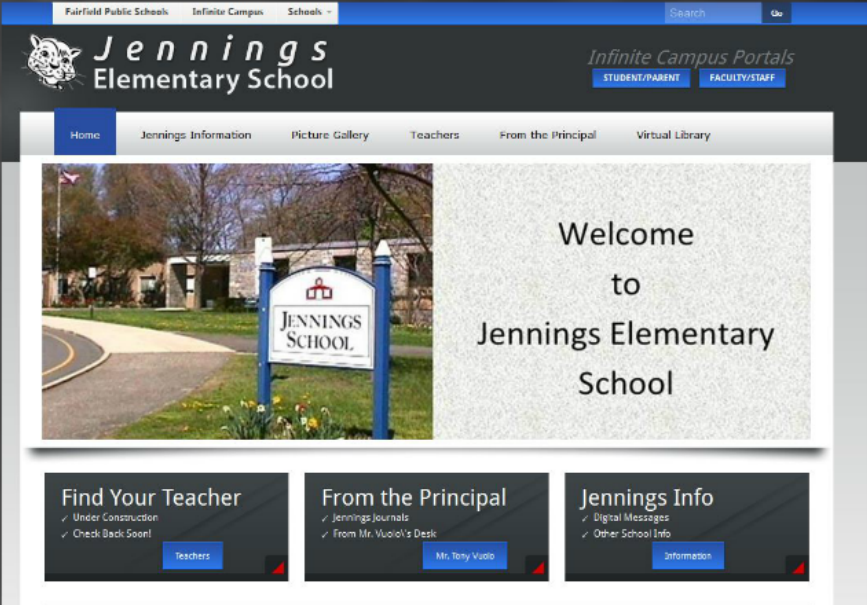 Fairfield Public Schools Infinite Campus Schools
Search Go
Jennings
Elementary School
Infinite Campus Portals
STUDENT/PARENT FACULTY/STAFF
Home Jennings Information Picture Gallery Teachers From the Principal Virtual Library
JENNINGS
SCHOOL
Welcome
to
Jennings Elementary
School
Find Your Teacher
✓ Under Construction
✓ Check Back Soon!
Teachers
From the Principal
✓ Jennings Journals
✓ From Mr. Vuolo\'s Desk
Mr. Tony Vuolo
Jennings Info
✓ Digital Messages
✓ Other School Info
Information